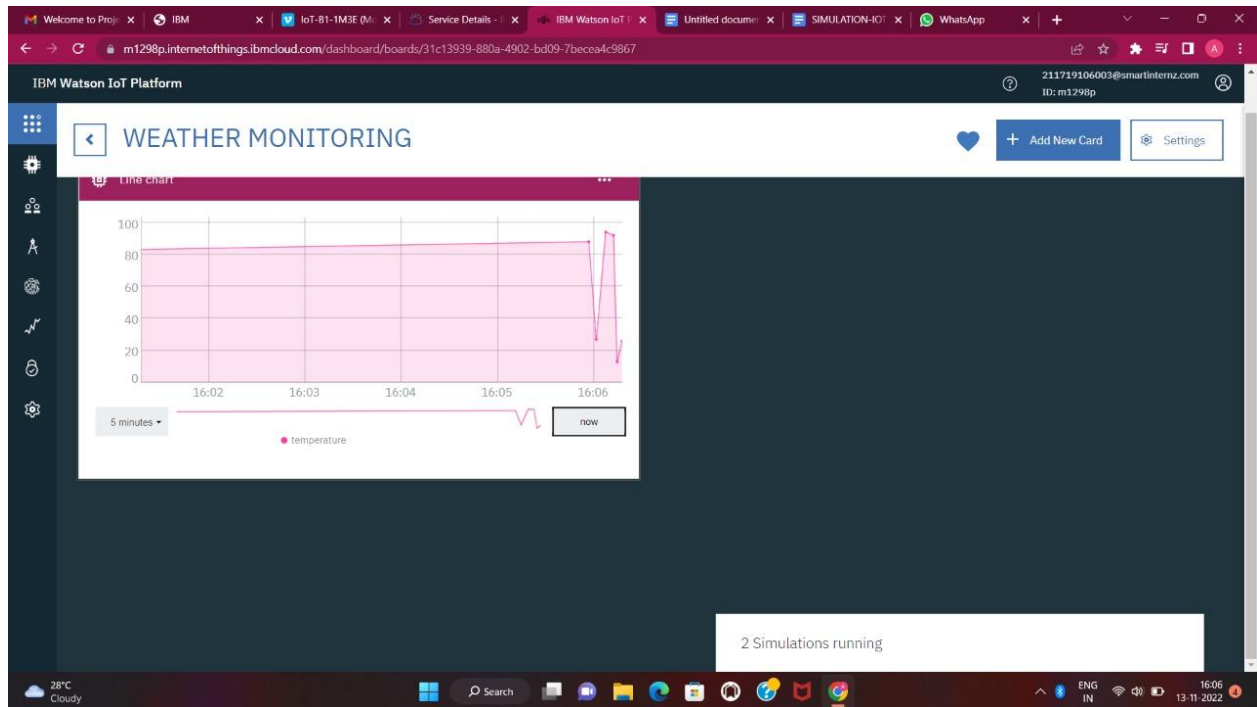 Welcome to Proje
IBM
IoT-B1-1M3E (Mo
Service Details - I
IBM Watson IoT P
Untitled documen
SIMULATION-IOT
WhatsApp
m1298p.internetofthings.ibmcloud.com/dashboard/boards/31c13939-880a-4902-bd09-7becea4c9867
A
IBM Watson IoT Platform
211719106003@smartinternz.com
ID: m1298p
WEATHER MONITORING
+ Add New Card
Settings
Line chart
100
80
60
40
20
0
16:02 16:03 16:04 16:05 16:06
5 minutes
now
temperature
2 Simulations running
28°C
Cloudy
Search
ENG
IN
16:06
13-11-2022
4